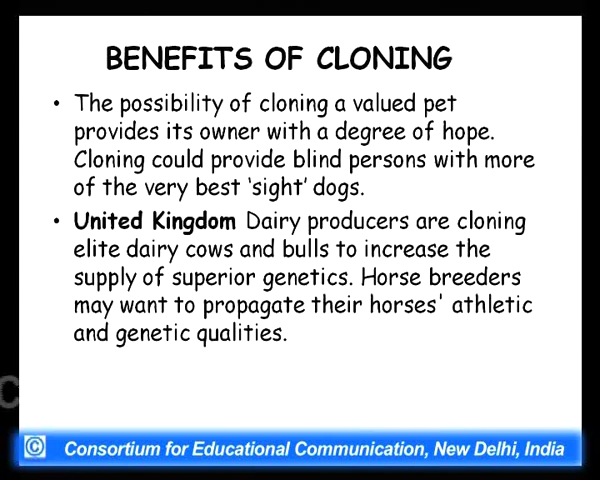 BENEFITS OF CLONING
• The possibility of cloning a valued pet
provides its owner with a degree of hope.
Cloning could provide blind persons with more
of the very best 'sight' dogs.
• United Kingdom Dairy producers are cloning
elite dairy cows and bulls to increase the
supply of superior genetics. Horse breeders
may want to propagate their horses' athletic
and genetic qualities.
C
© Consortium for Educational Communication, New Delhi, India